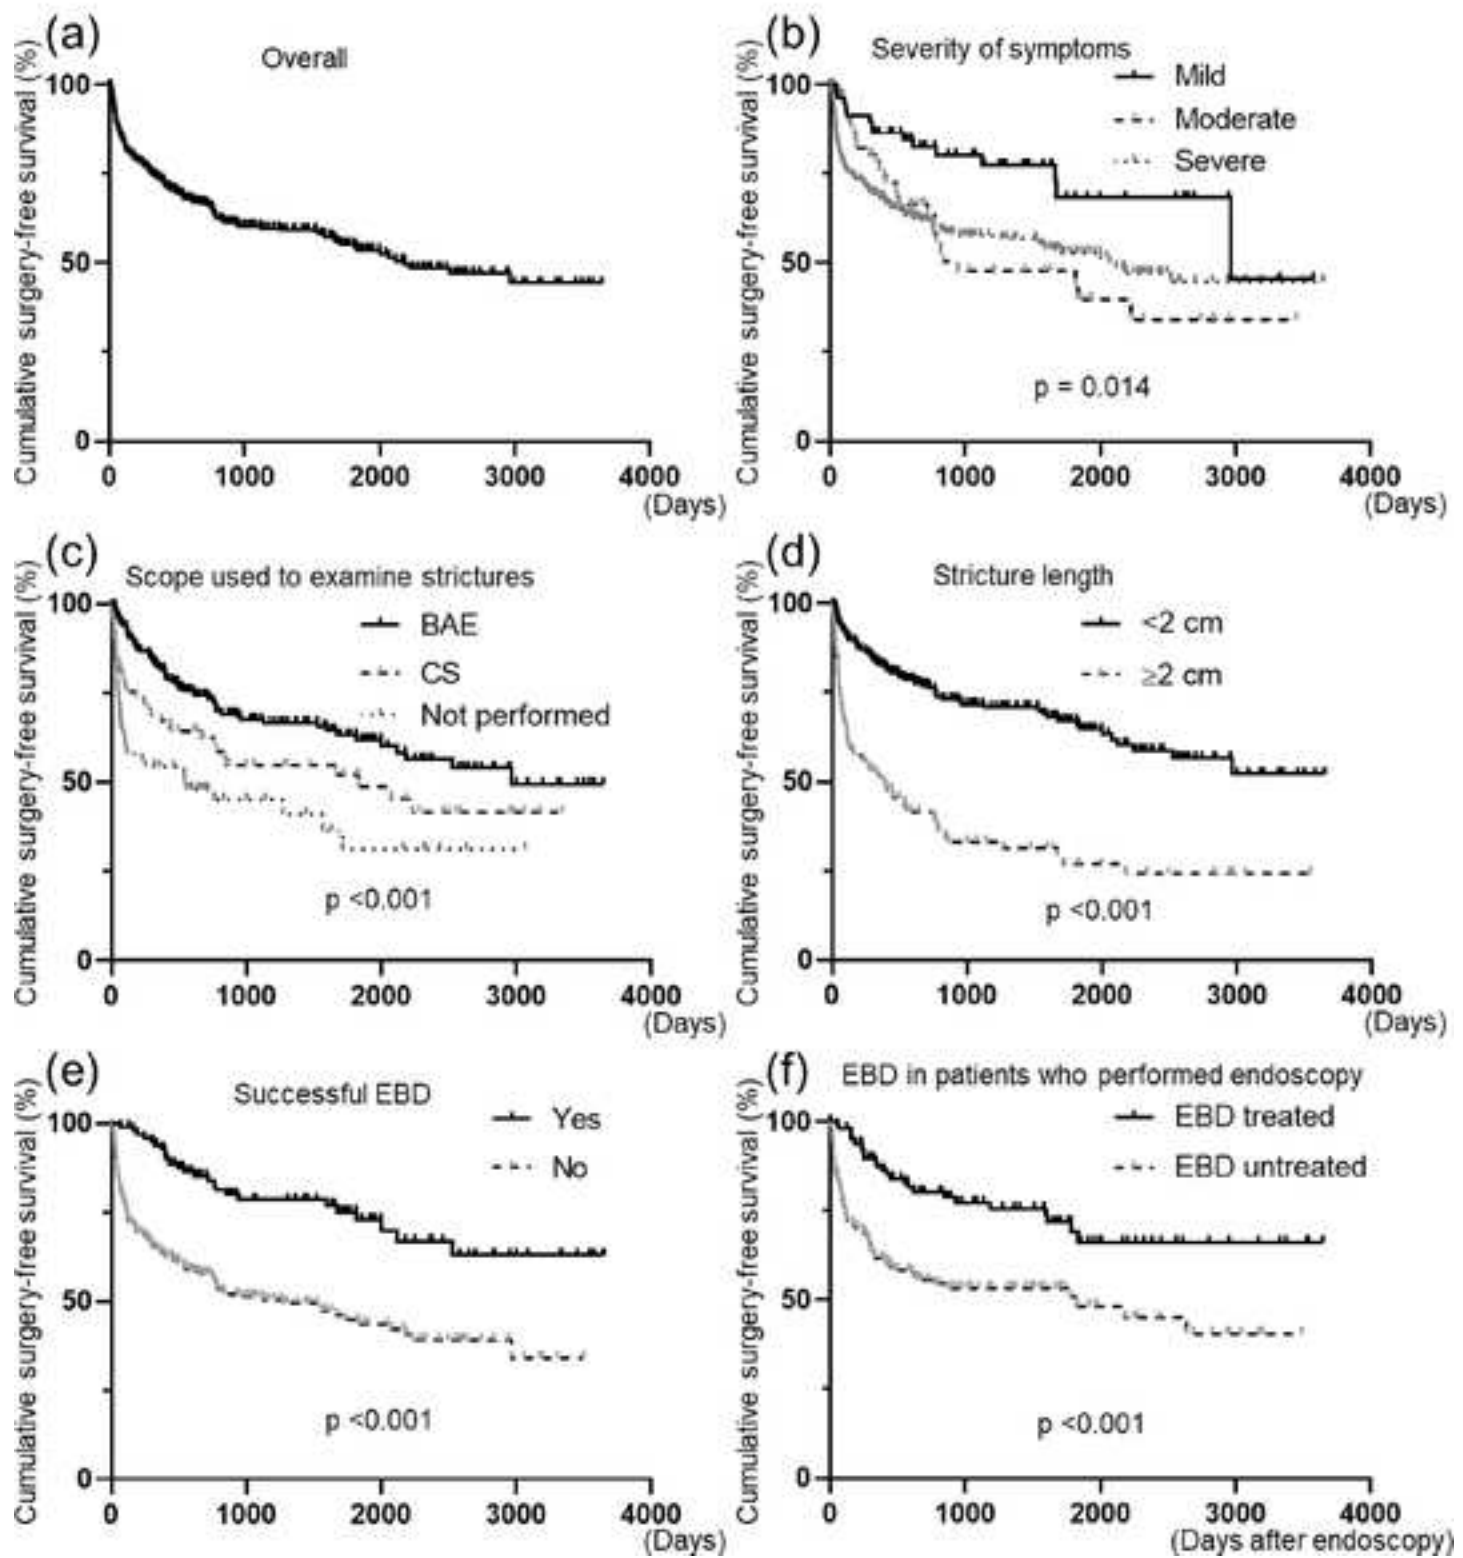 (a)
Overall
Cumulative surgery-free survival (%)
100
50
0
0 1000 2000 3000 4000
(Days)
(b)
Severity of symptoms
Mild
Moderate
Severe
Cumulative surgery-free survival (%)
100
50
0
p = 0.014
0 1000 2000 3000 4000
(Days)
(c)
Scope used to examine strictures
BAE
CS
Not performed
Cumulative surgery-free survival (%)
100
50
0
p <0.001
0 1000 2000 3000 4000
(Days)
(d)
Stricture length
<2 cm
≥2 cm
Cumulative surgery-free survival (%)
100
50
0
p <0.001
0 1000 2000 3000 4000
(Days)
(e)
Successful EBD
Yes
No
Cumulative surgery-free survival (%)
100
50
0
p <0.001
0 1000 2000 3000 4000
(Days)
(f)
EBD in patients who performed endoscopy
EBD treated
EBD untreated
Cumulative surgery-free survival (%)
100
50
0
p <0.001
0 1000 2000 3000 4000
(Days after endoscopy)